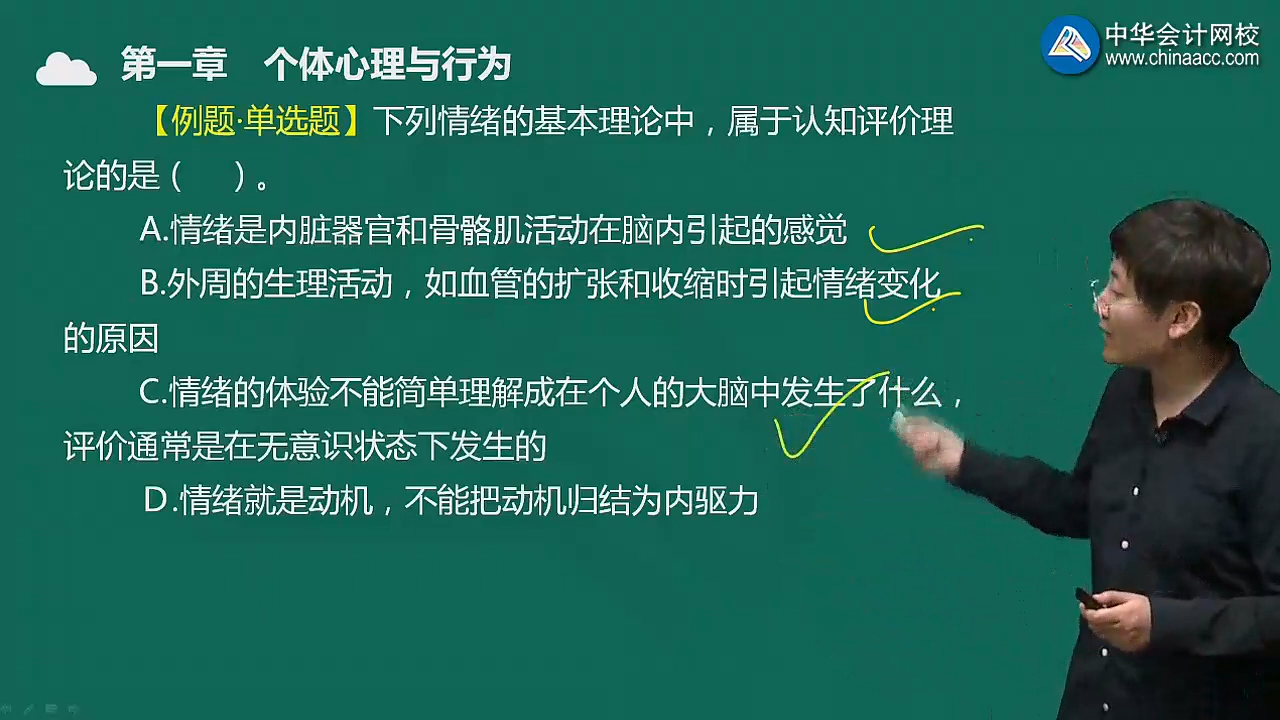 中华会计网校
www.chinaacc.com
第一章 个体心理与行为
【例题·单选题】下列情绪的基本理论中，属于认知评价理
论的是（ ）。
A.情绪是内脏器官和骨骼肌活动在脑内引起的感觉
B.外周的生理活动，如血管的扩张和收缩时引起情绪变化
的原因
C.情绪的体验不能简单理解成在个人的大脑中发生了什么，
评价通常是在无意识状态下发生的
D.情绪就是动机，不能把动机归结为内驱力